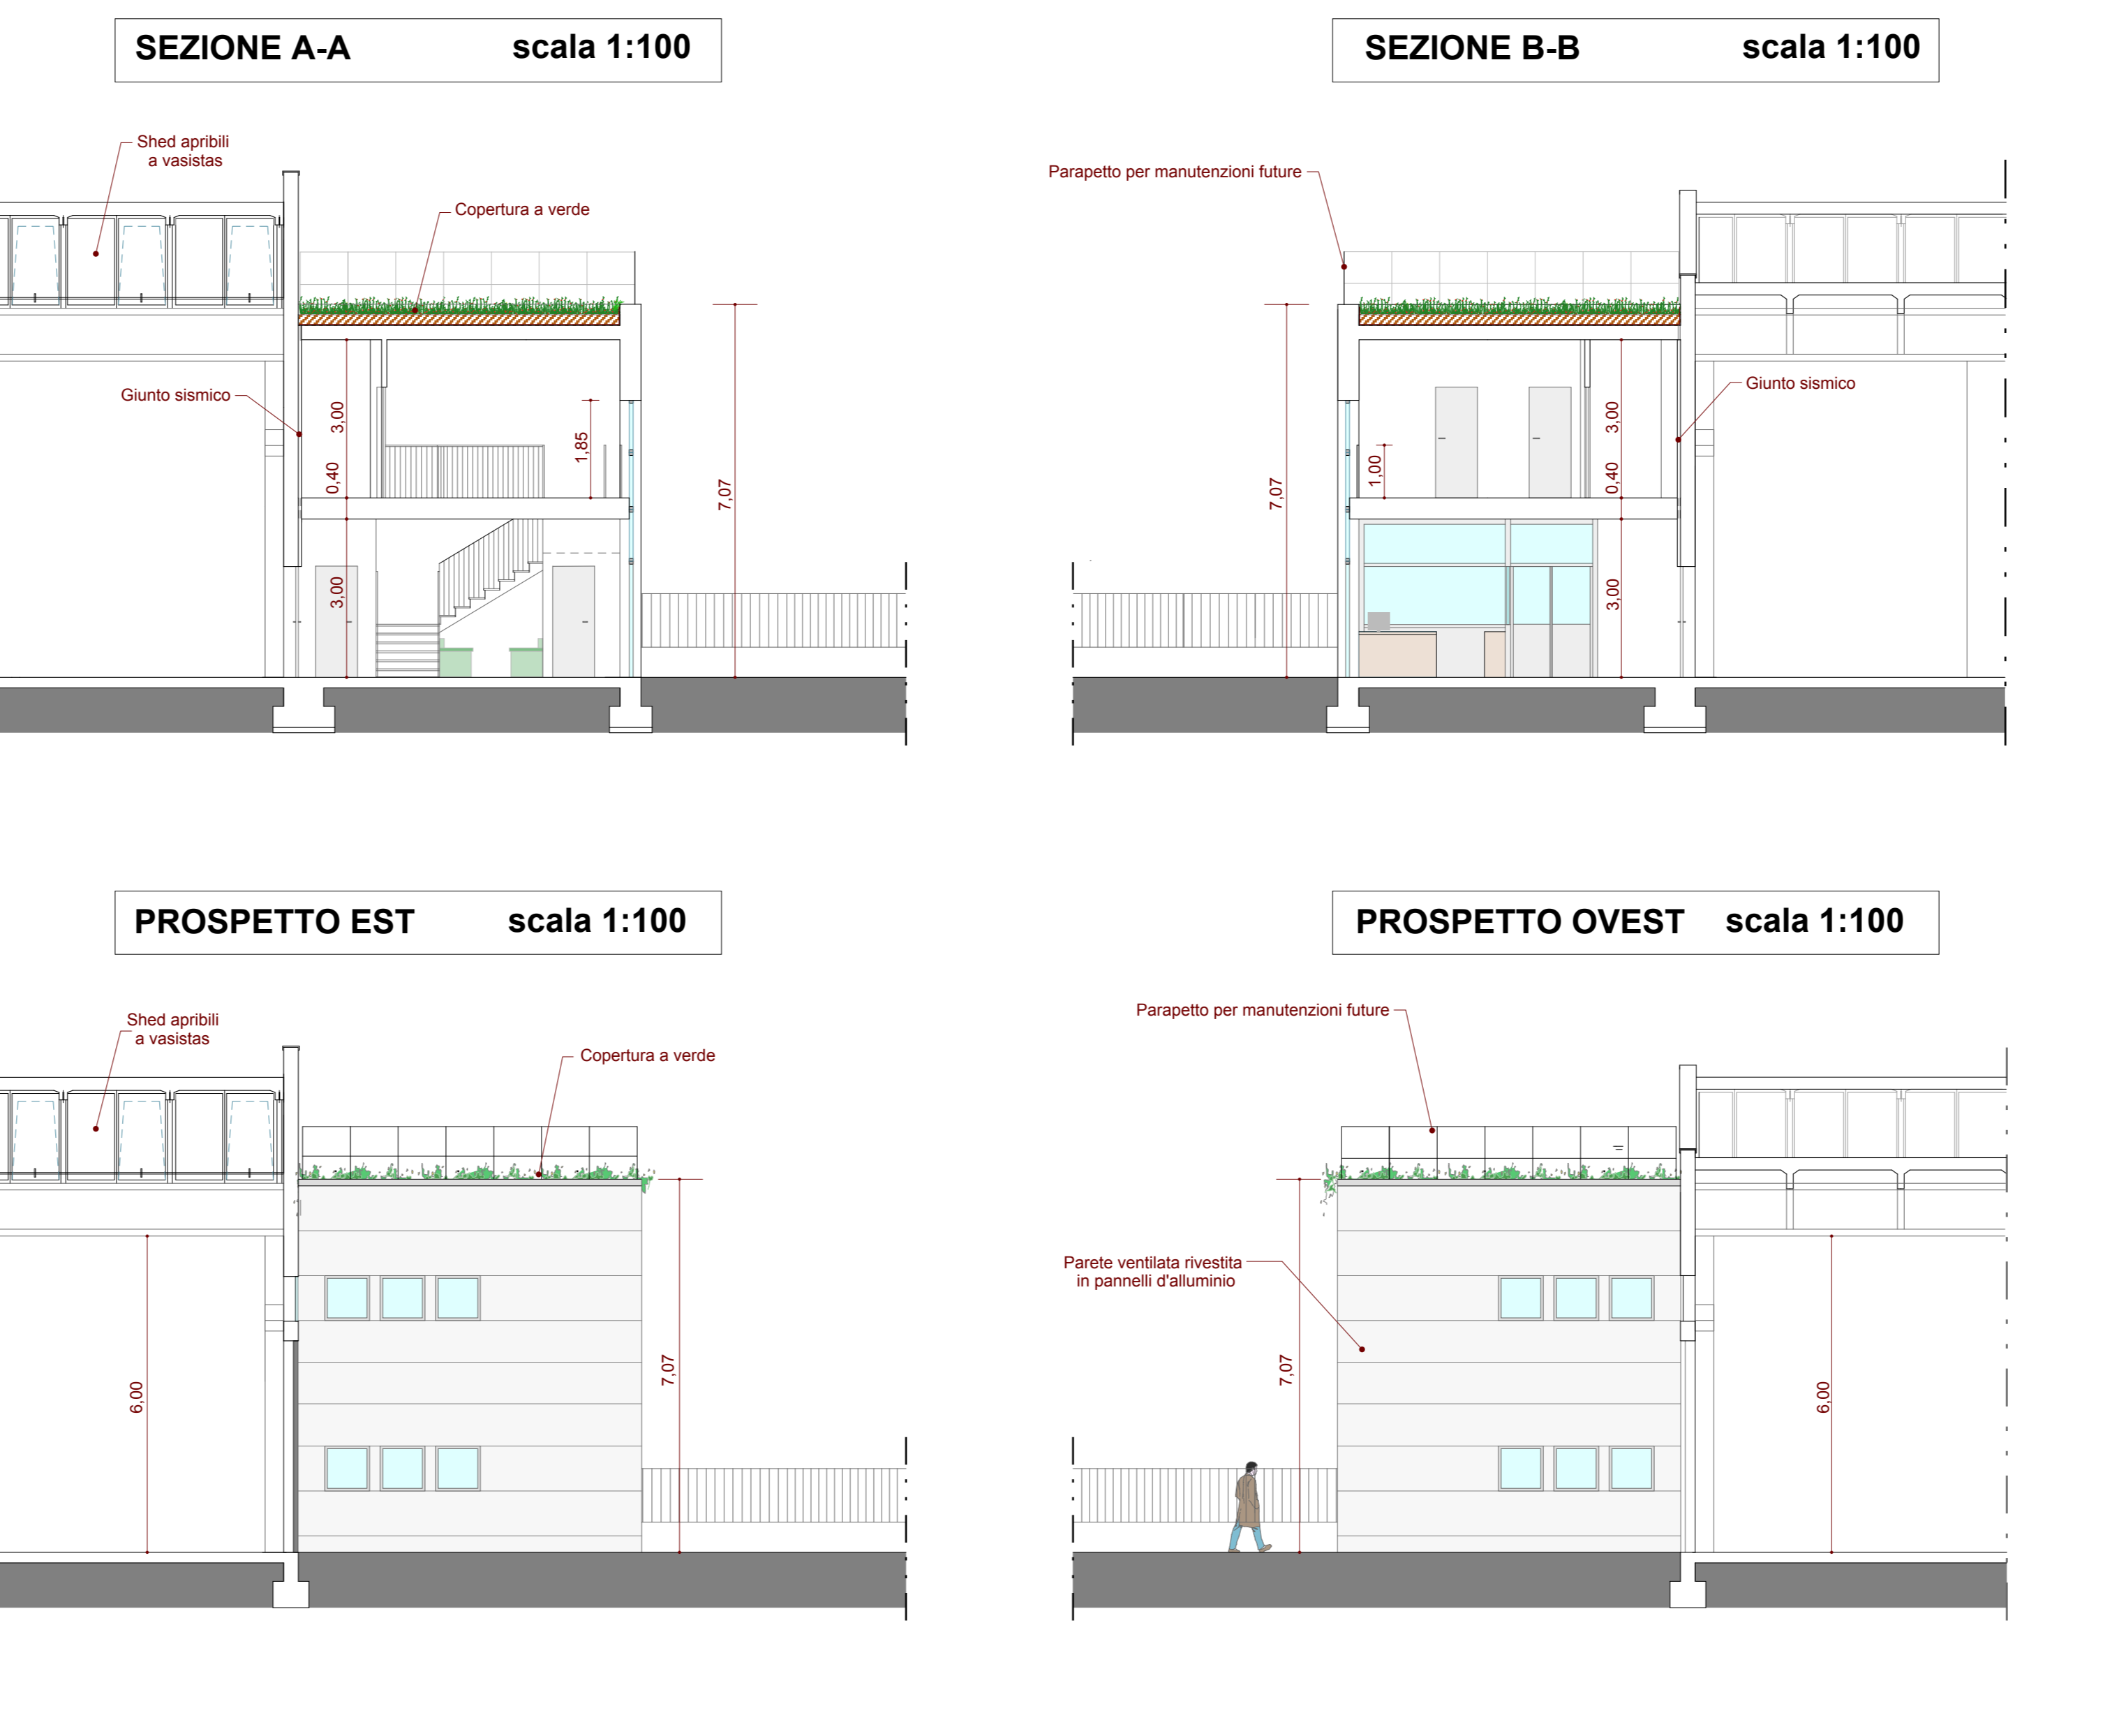 SEZIONE A-A scala 1:100
Shed apribili
a vasistas
Copertura a verde
Giunto sismico
3,00
0,40
3,00
1,85
7,07
SEZIONE B-B scala 1:100
Parapetto per manutenzioni future
Giunto sismico
7,07
1,00
3,00
0,40
3,00
PROSPETTO EST scala 1:100
Shed apribili
a vasistas
Copertura a verde
6,00
7,07
PROSPETTO OVEST scala 1:100
Parapetto per manutenzioni future
Parete ventilata rivestita
in pannelli d'alluminio
7,07
6,00